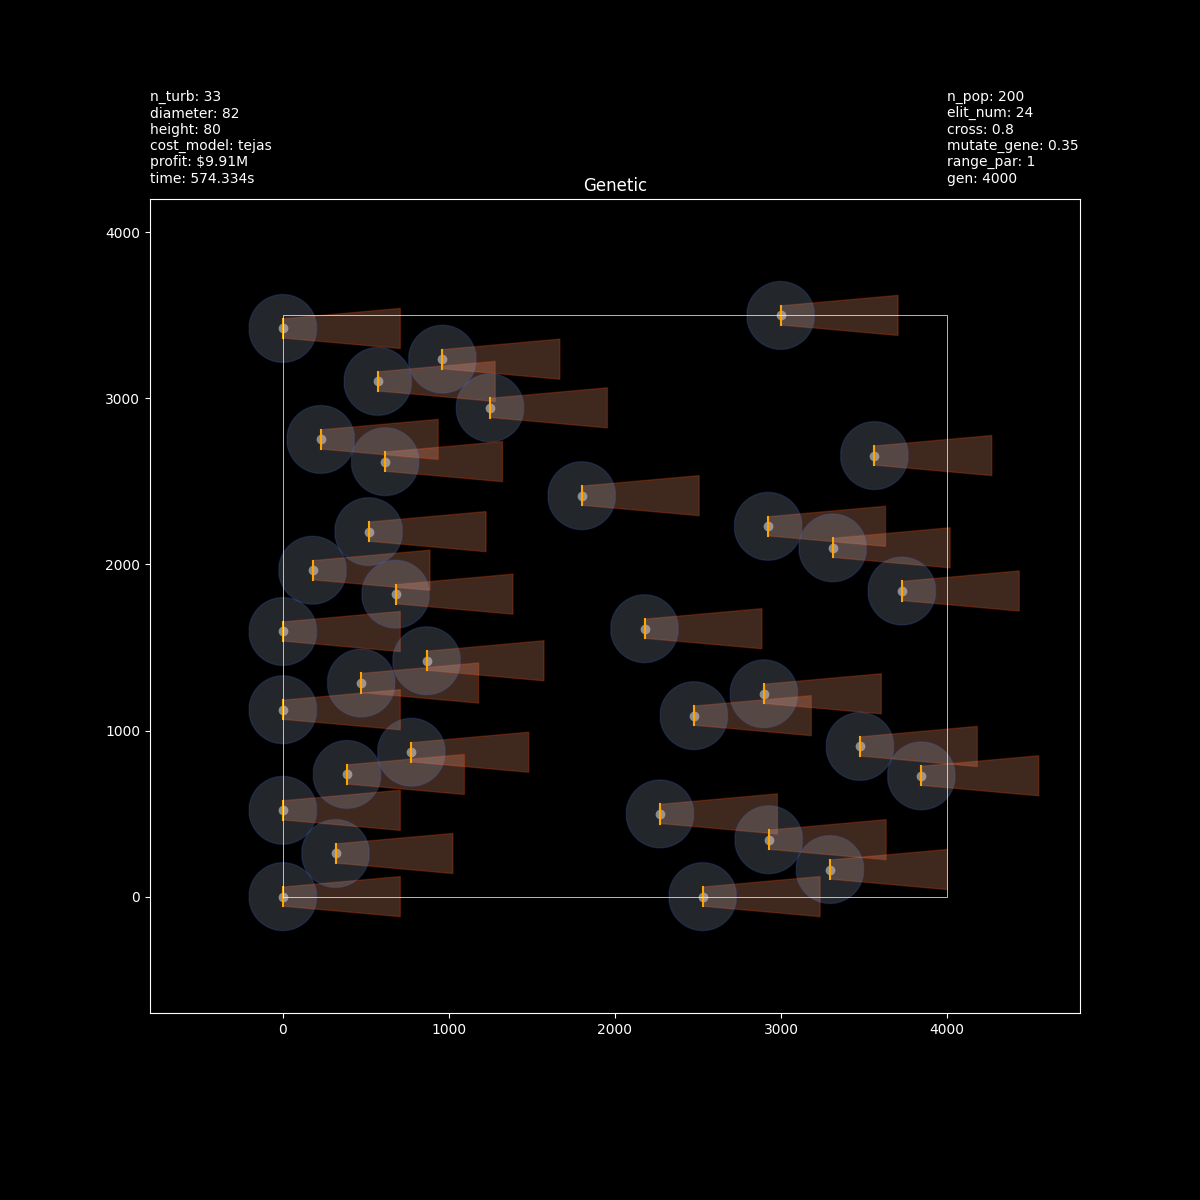 n_turb: 33
diameter: 82
height: 80
cost_model: tejas
profit: $9.91M
time: 574.334s
n_pop: 200
elit_num: 24
cross: 0.8
mutate_gene: 0.35
range_par: 1
gen: 4000
Genetic
4000
3000
2000
1000
0
0 1000 2000 3000 4000